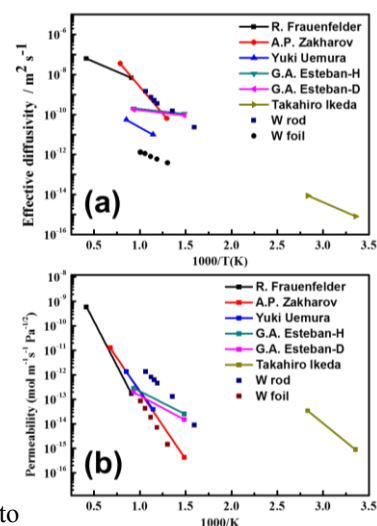 Effective diffusivity / m² s⁻¹
10⁻⁶
10⁻⁸
10⁻¹⁰
10⁻¹²
10⁻¹⁴
10⁻¹⁶
R. Frauenfelder
A.P. Zakharov
Yuki Uemura
G.A. Esteban-H
G.A. Esteban-D
Takahiro Ikeda
W rod
W foil
(a)
0.5 1.0 1.5 2.0 2.5 3.0 3.5
1000/T(K)
Permeability (mol m⁻¹ s⁻¹ Pa⁻¹/²)
10⁻⁸
10⁻⁹
10⁻¹⁰
10⁻¹¹
10⁻¹²
10⁻¹³
10⁻¹⁴
10⁻¹⁵
10⁻¹⁶
R. Frauenfelder
A.P. Zakharov
Yuki Uemura
G.A. Esteban-H
G.A. Esteban-D
Takahiro Ikeda
W rod
W foil
(b)
0.5 1.0 1.5 2.0 2.5 3.0 3.5
1000/K
to